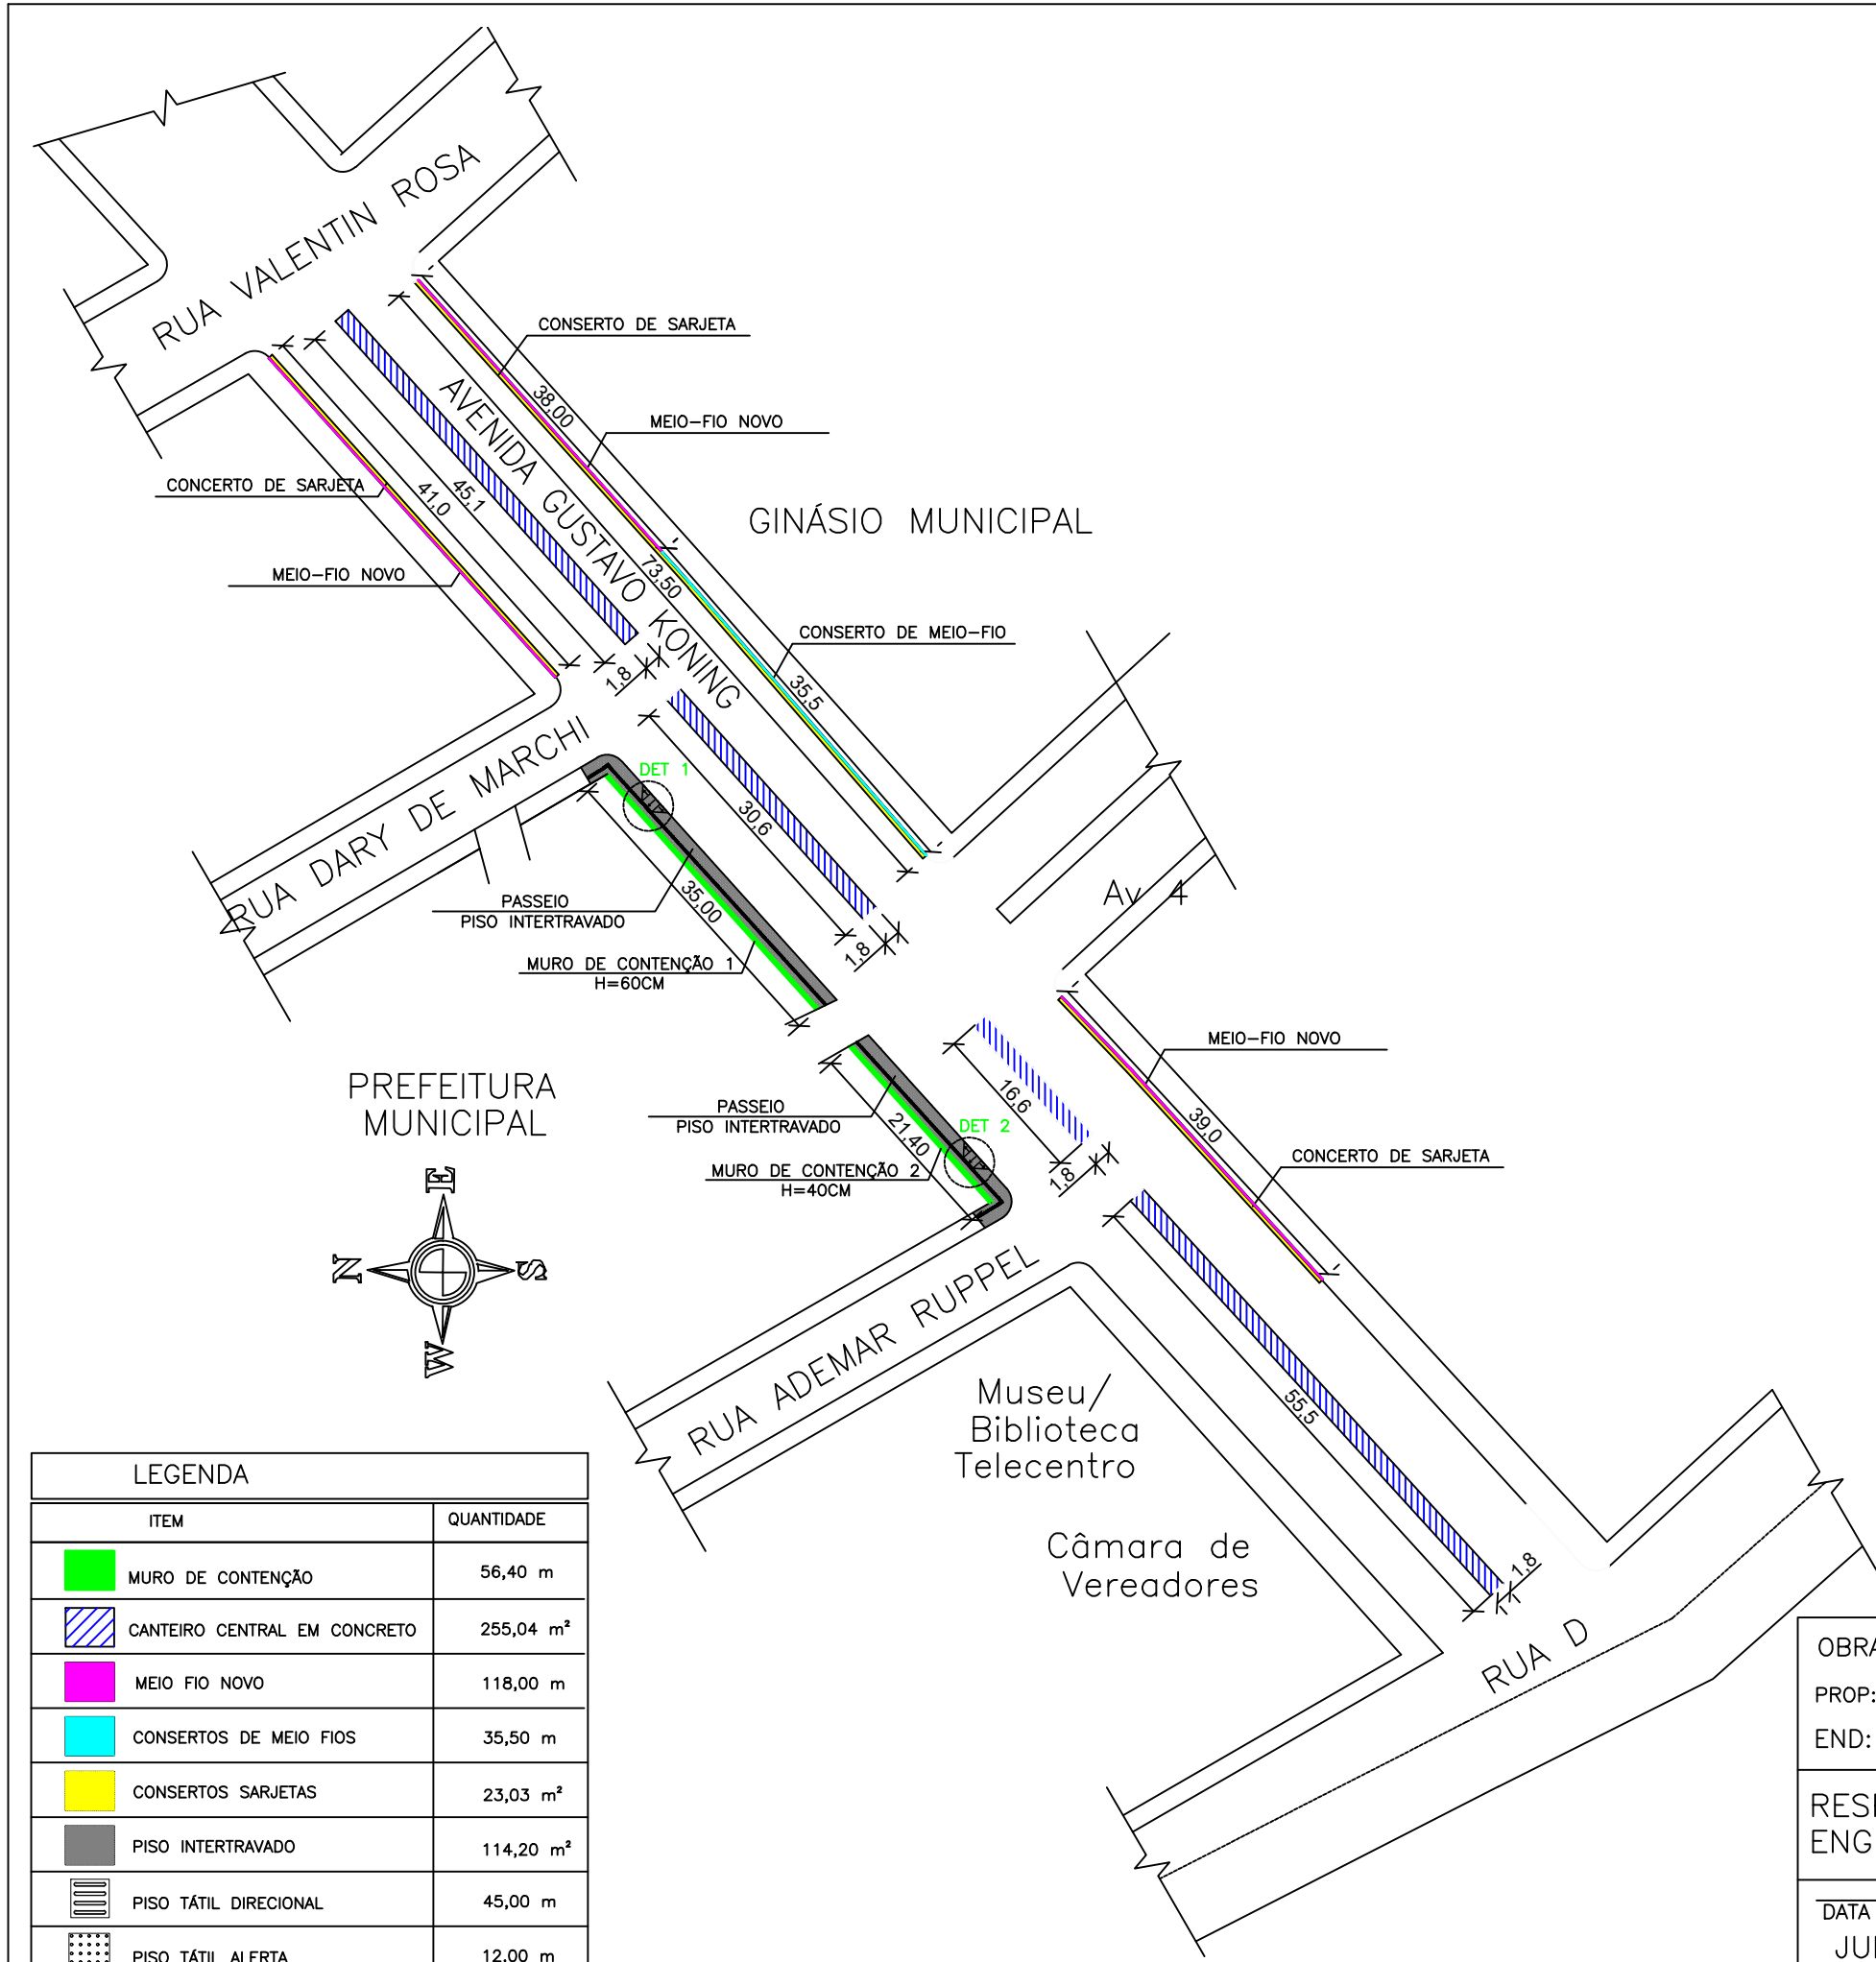 RUA VALENTIN ROSA
CONSERTO DE SARJETA
38,00
MEIO-FIO NOVO
AVENIDA GUSTAVO KONING
CONCERTO DE SARJETA
41,0
45,1
GINÁSIO MUNICIPAL
MEIO-FIO NOVO
73,50
CONSERTO DE MEIO-FIO
35,5
1,8
RUA DARY DE MARCHI
DET 1
30,6
35,00
PASSEIO
PISO INTERTRAVADO
Av 4
1,8
MURO DE CONTENÇÃO 1
H=60CM
MEIO-FIO NOVO
PREFEITURA
MUNICIPAL
16,6
39,0
PASSEIO
PISO INTERTRAVADO
DET 2
21,40
MURO DE CONTENÇÃO 2
H=40CM
1,8
CONCERTO DE SARJETA
E
N
S
W
RUA ADEMAR RUPPEL
55,5
Museu/
Biblioteca
Telecentro
Câmara de
Vereadores
1,8
RUA D
LEGENDA
ITEM QUANTIDADE
MURO DE CONTENÇÃO 56,40 m
CANTEIRO CENTRAL EM CONCRETO 255,04 m²
MEIO FIO NOVO 118,00 m
CONSERTOS DE MEIO FIOS 35,50 m
CONSERTOS SARJETAS 23,03 m²
PISO INTERTRAVADO 114,20 m²
PISO TÁTIL DIRECIONAL 45,00 m
PISO TÁTIL ALERTA 12,00 m
OBRA
PROP:
END:
ENG
DATA